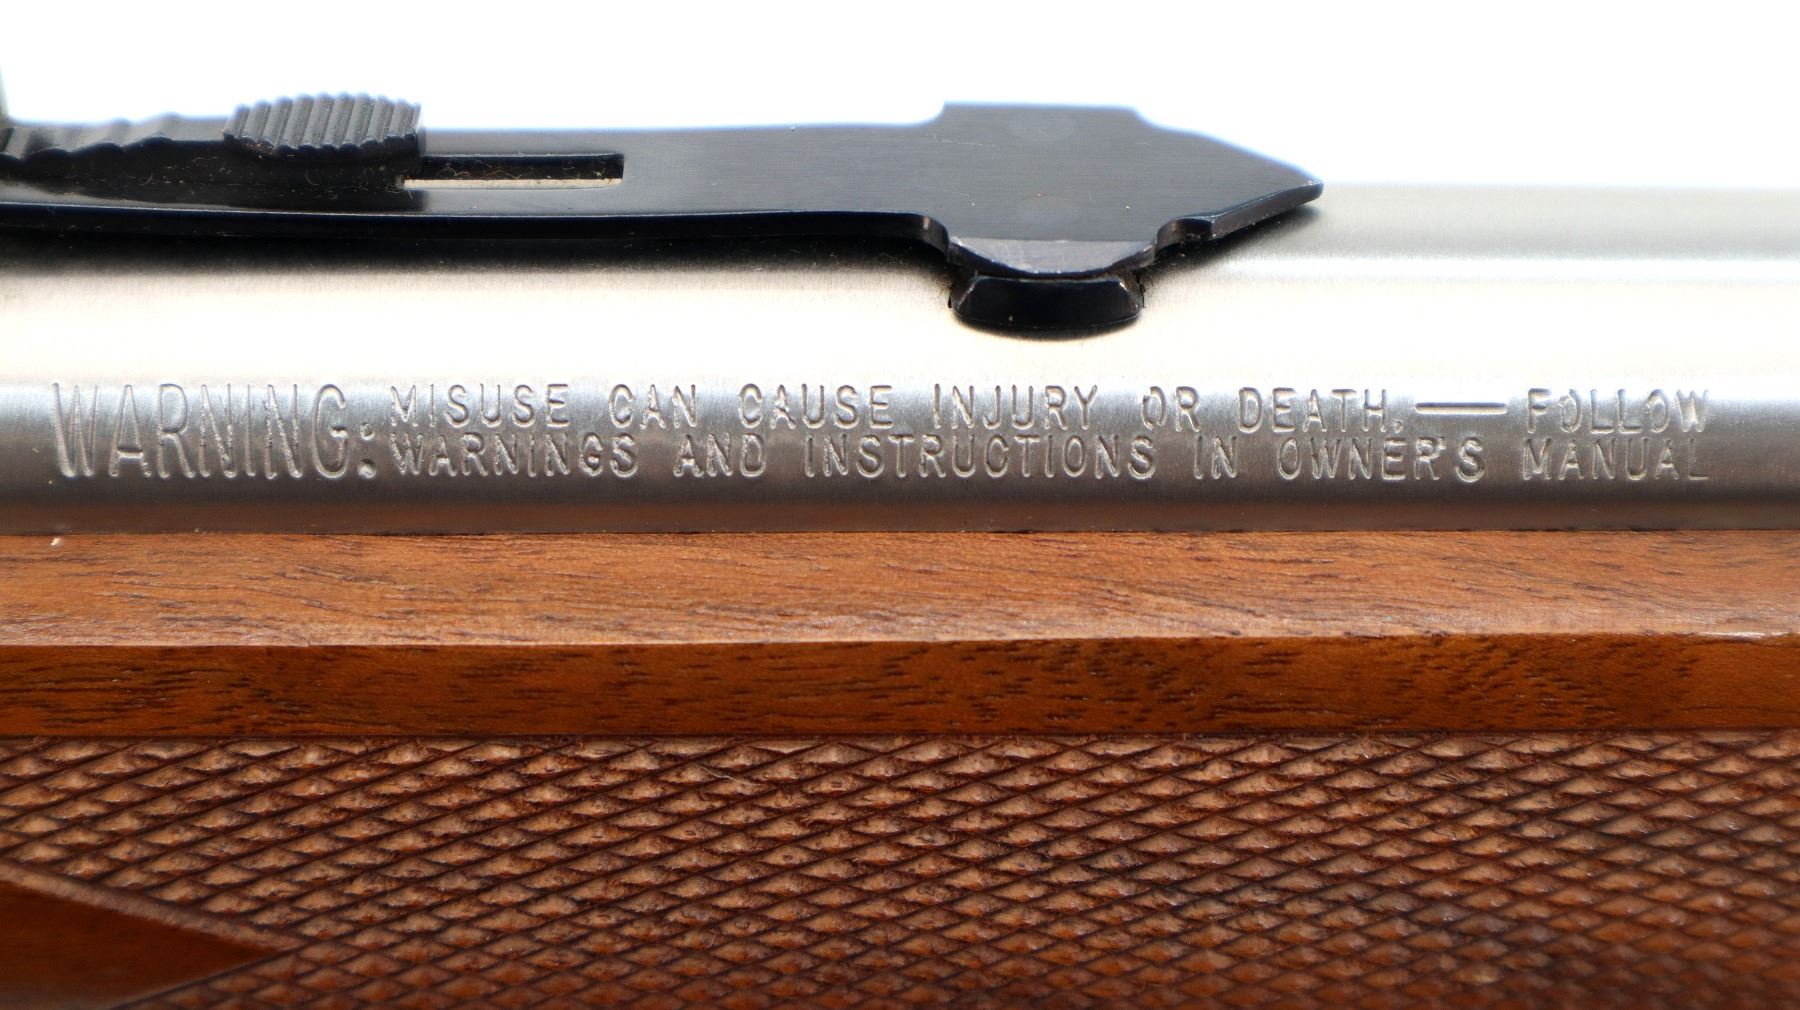 WARNING: MISUSE CAN CAUSE INJURY OR DEATH. — FOLLOW
WARNINGS AND INSTRUCTIONS IN OWNER'S MANUAL